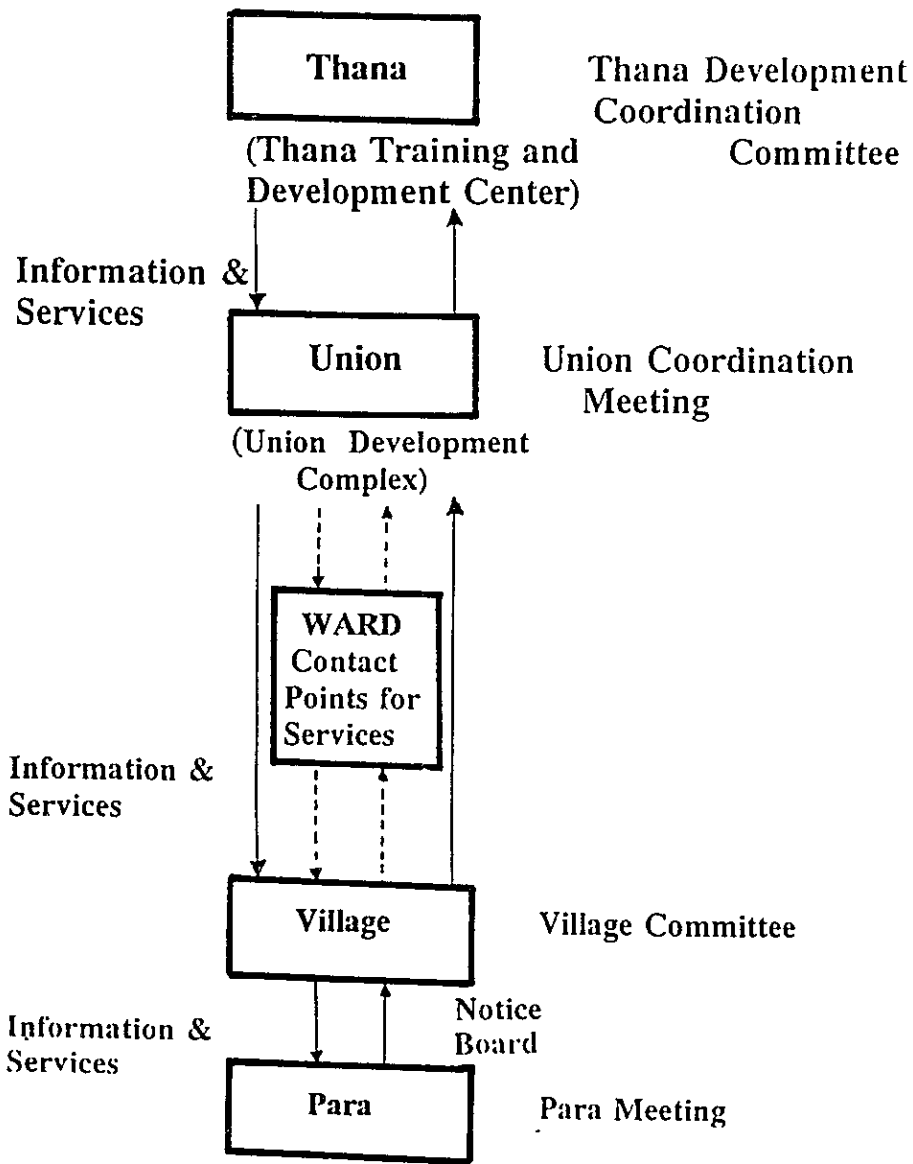 Thana
Thana Development
Coordination
Committee
(Thana Training and
Development Center)
Information &
Services
Union
Union Coordination
Meeting
(Union Development
Complex)
WARD
Contact
Points for
Services
Information &
Services
Village
Village Committee
Information &
Services
Notice
Board
Para
Para Meeting